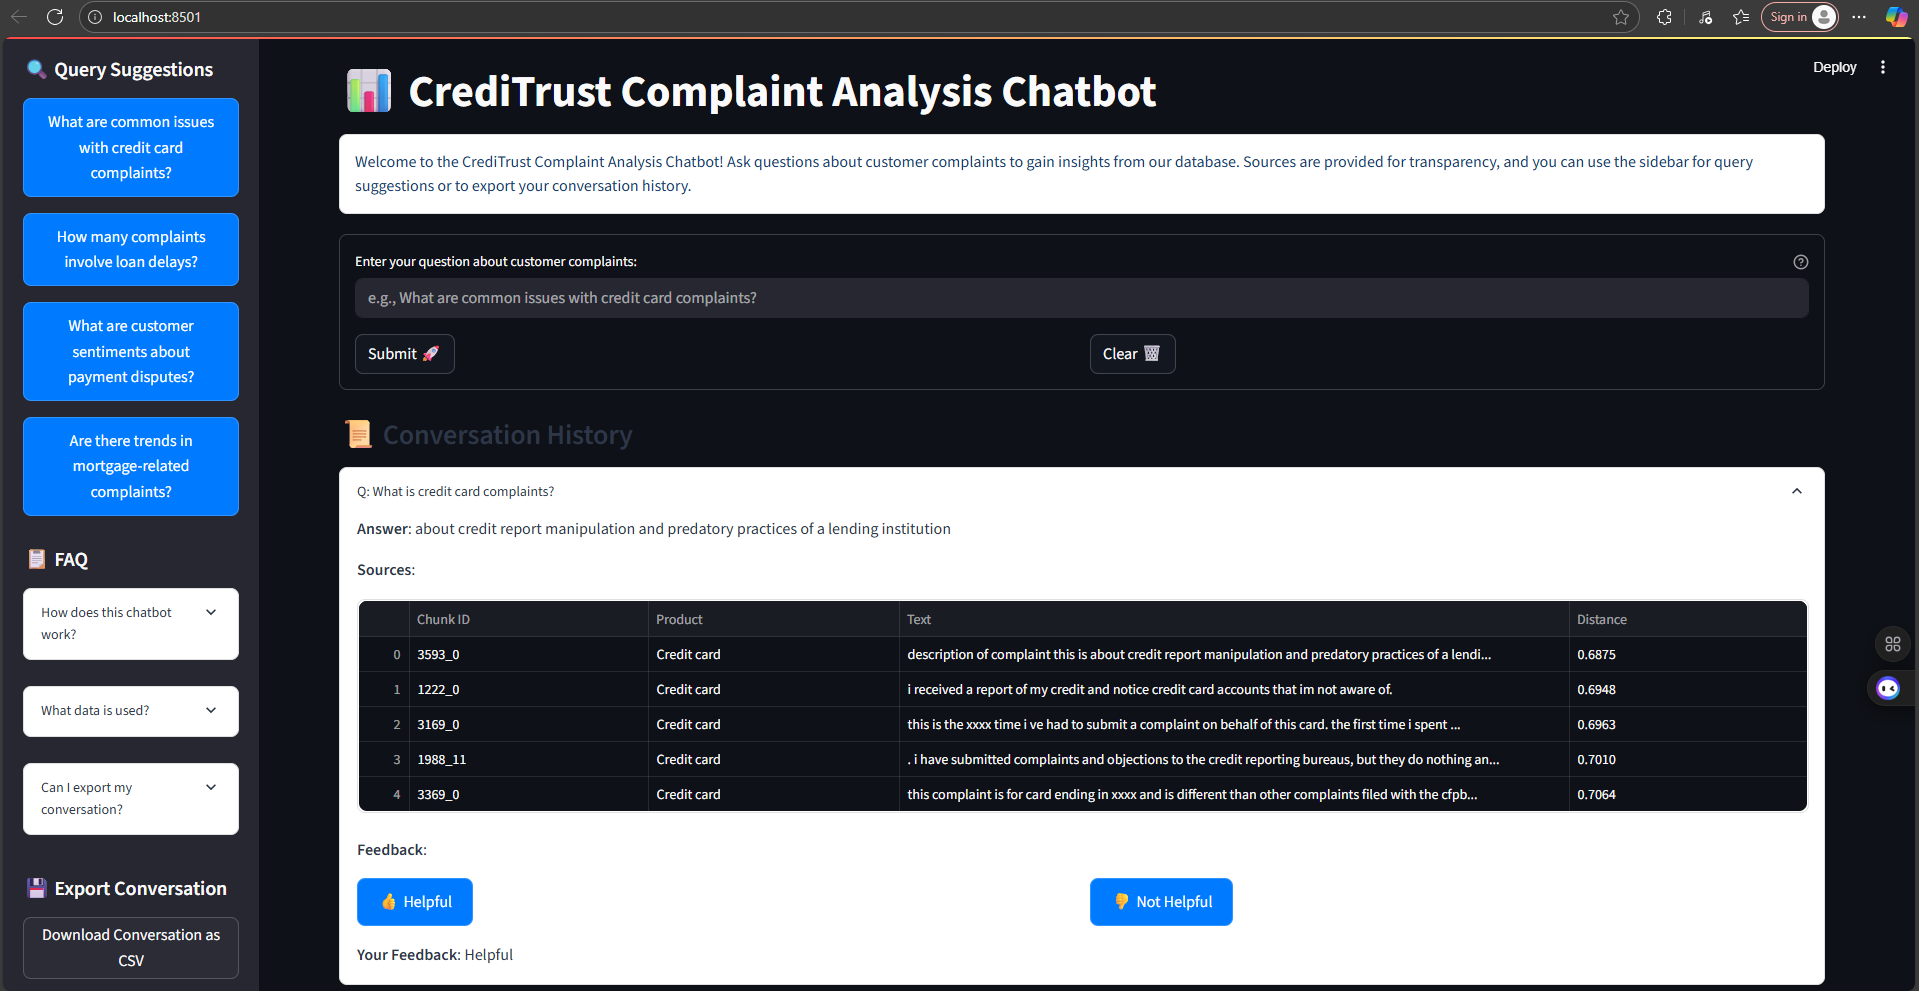 localhost:8501
Sign in
Query Suggestions
What are common issues
with credit card
complaints?
How many complaints
involve loan delays?
What are customer
sentiments about
payment disputes?
Are there trends in
mortgage-related
complaints?
FAQ
How does this chatbot
work?
What data is used?
Can I export my
conversation?
Export Conversation
Download Conversation as
CSV
Deploy
CrediTrust Complaint Analysis Chatbot
Welcome to the CrediTrust Complaint Analysis Chatbot! Ask questions about customer complaints to gain insights from our database. Sources are provided for transparency, and you can use the sidebar for query
suggestions or to export your conversation history.
Enter your question about customer complaints:
e.g., What are common issues with credit card complaints?
Submit
Clear
Conversation History
Q: What is credit card complaints?
Answer: about credit report manipulation and predatory practices of a lending institution
Sources:
Chunk ID Product Text Distance
0 3593_0 Credit card description of complaint this is about credit report manipulation and predatory practices of a lendi... 0.6875
1 1222_0 Credit card i received a report of my credit and notice credit card accounts that im not aware of. 0.6948
2 3169_0 Credit card this is the xxxx time i ve had to submit a complaint on behalf of this card. the first time i spent ... 0.6963
3 1988_11 Credit card . i have submitted complaints and objections to the credit reporting bureaus, but they do nothing an... 0.7010
4 3369_0 Credit card this complaint is for card ending in xxxx and is different than other complaints filed with the cfpb... 0.7064
Feedback:
Helpful
Not Helpful
Your Feedback: Helpful